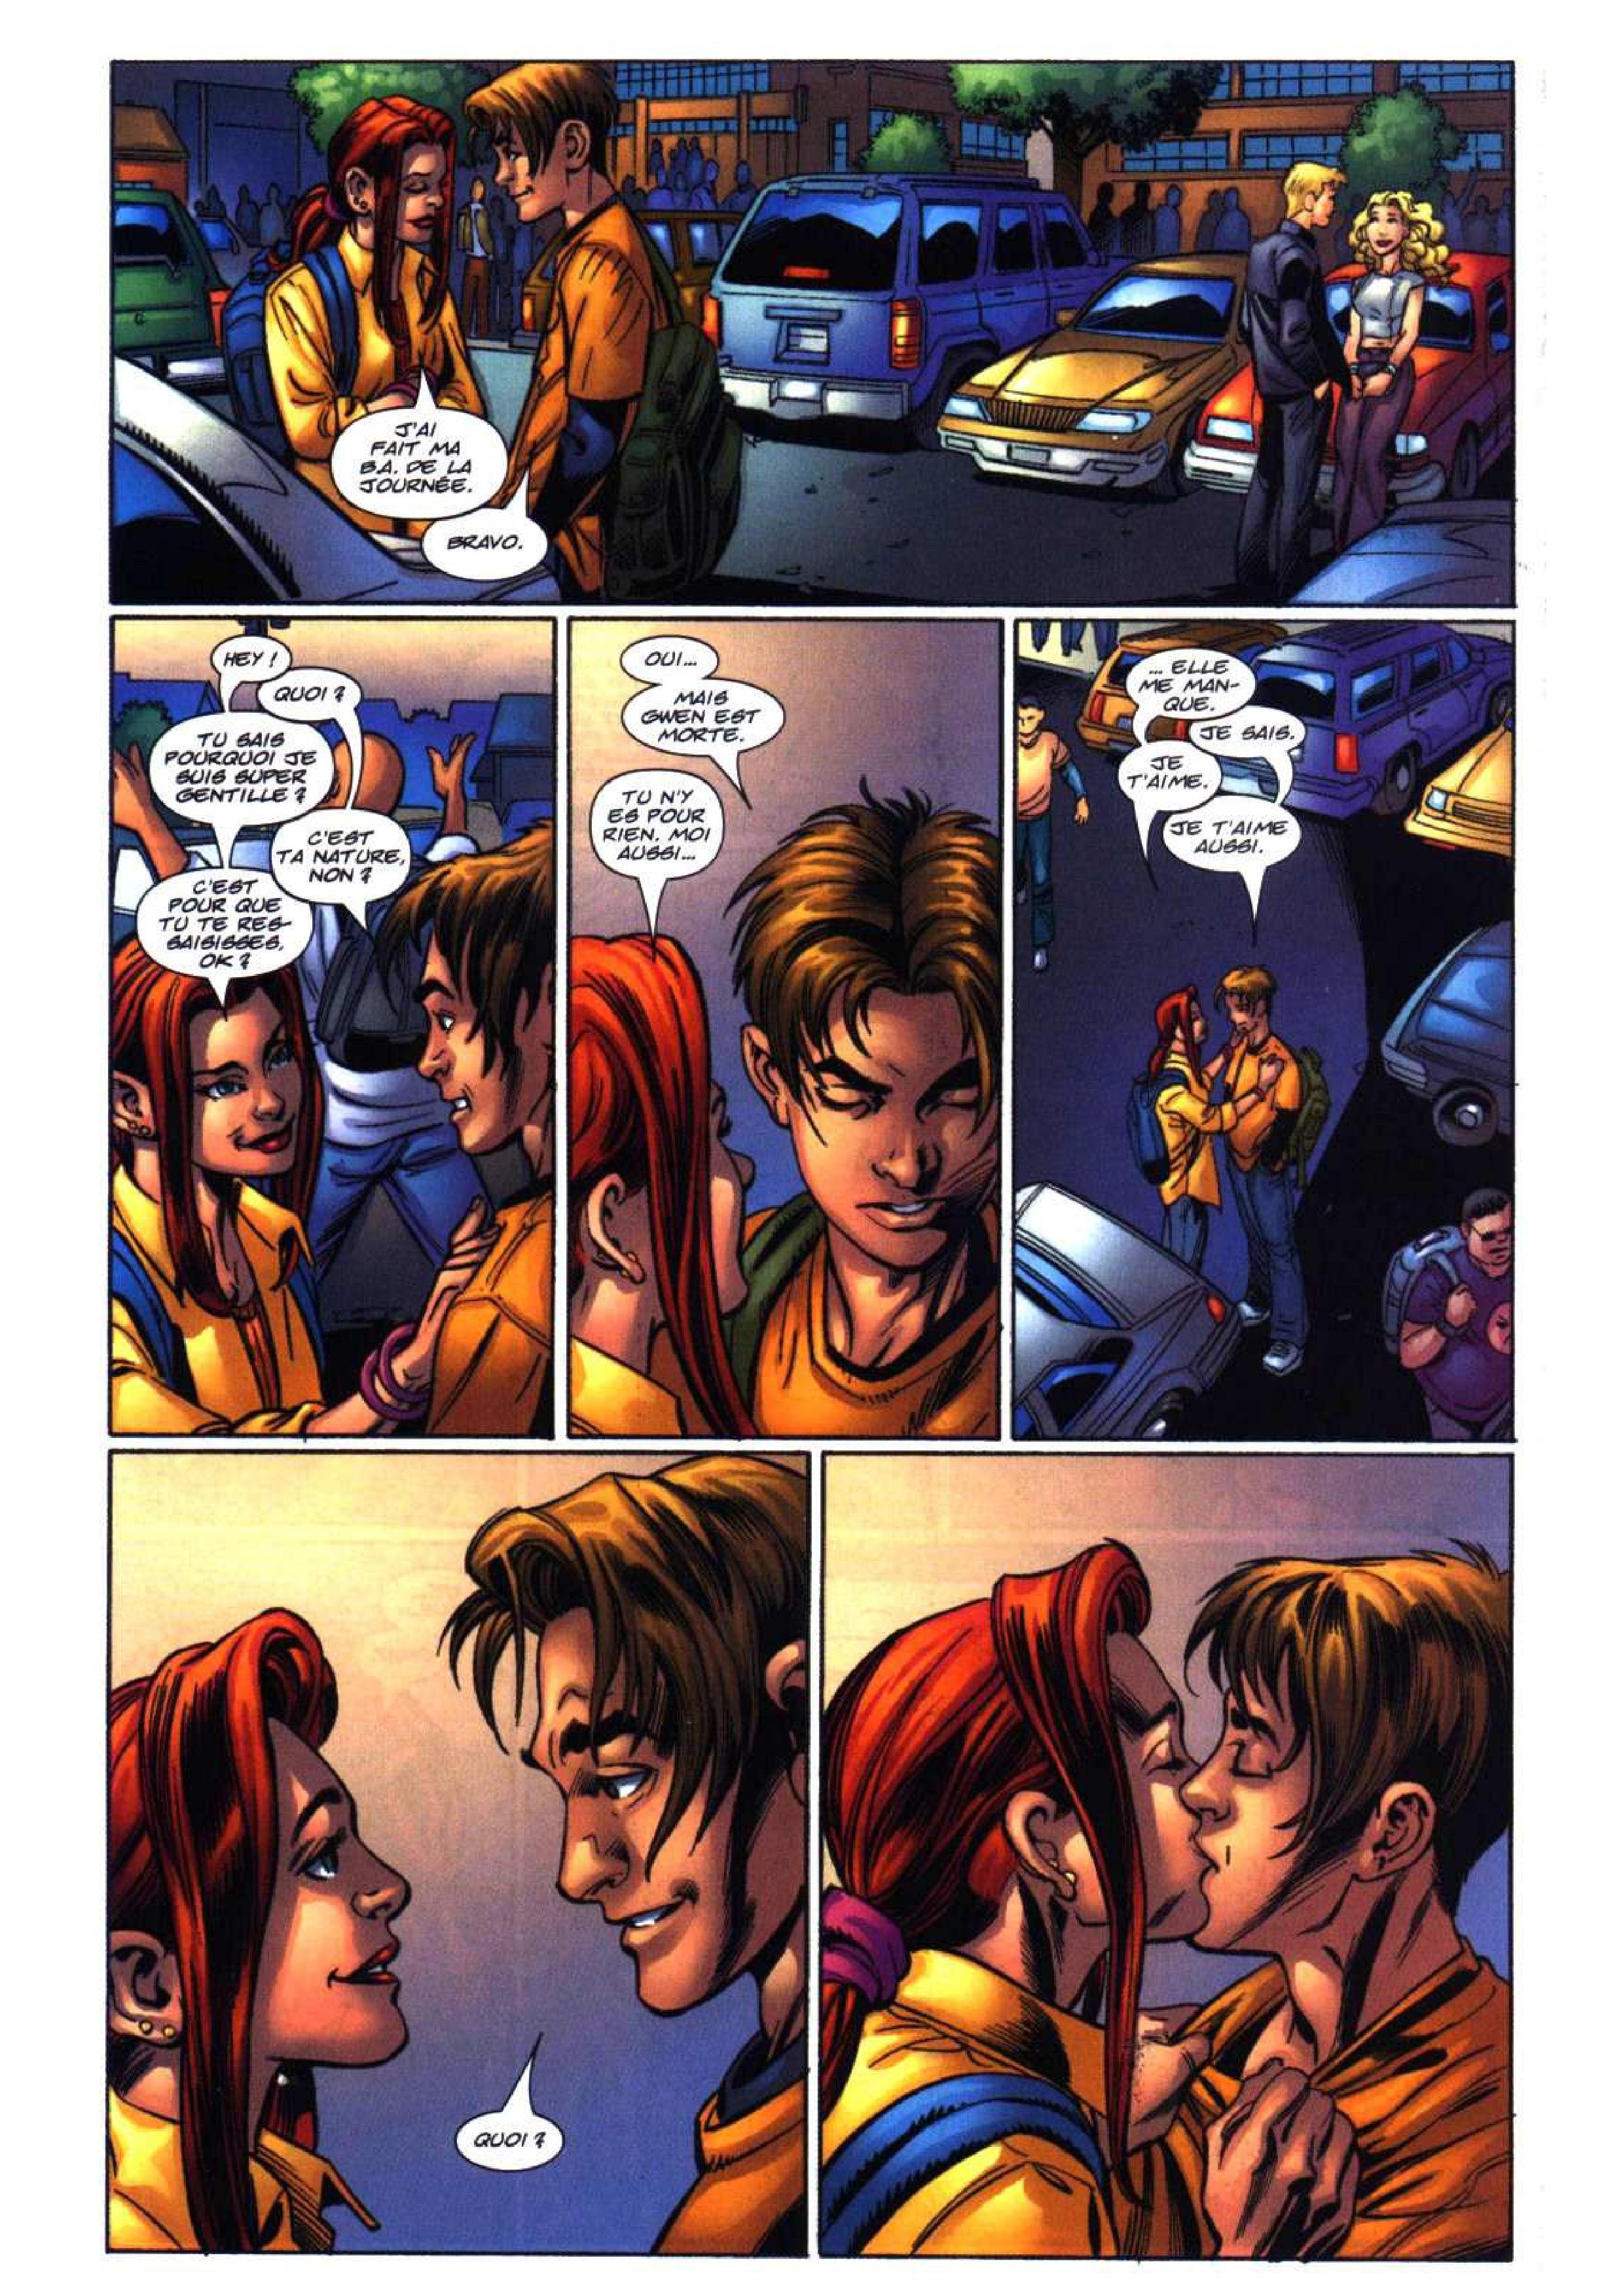 J'AI
FAIT MA
B.A. DE LA
JOURNÉE.
BRAVO.
HEY !
QUOI ?
TU SAIS
POURQUOI JE
SUIS SUPER
GENTILLE ?
C'EST
TA NATURE,
NON ?
C'EST
POUR QUE
TU TE RES-
SAISISSES,
OK ?
OUI...
MAIS
GWEN EST
MORTE.
TU N'Y
ES POUR
RIEN. MOI
AUSSI...
... ELLE
ME MAN-
QUE.
JE SAIS.
JE
T'AIME.
JE T'AIME
AUSSI.
QUOI ?